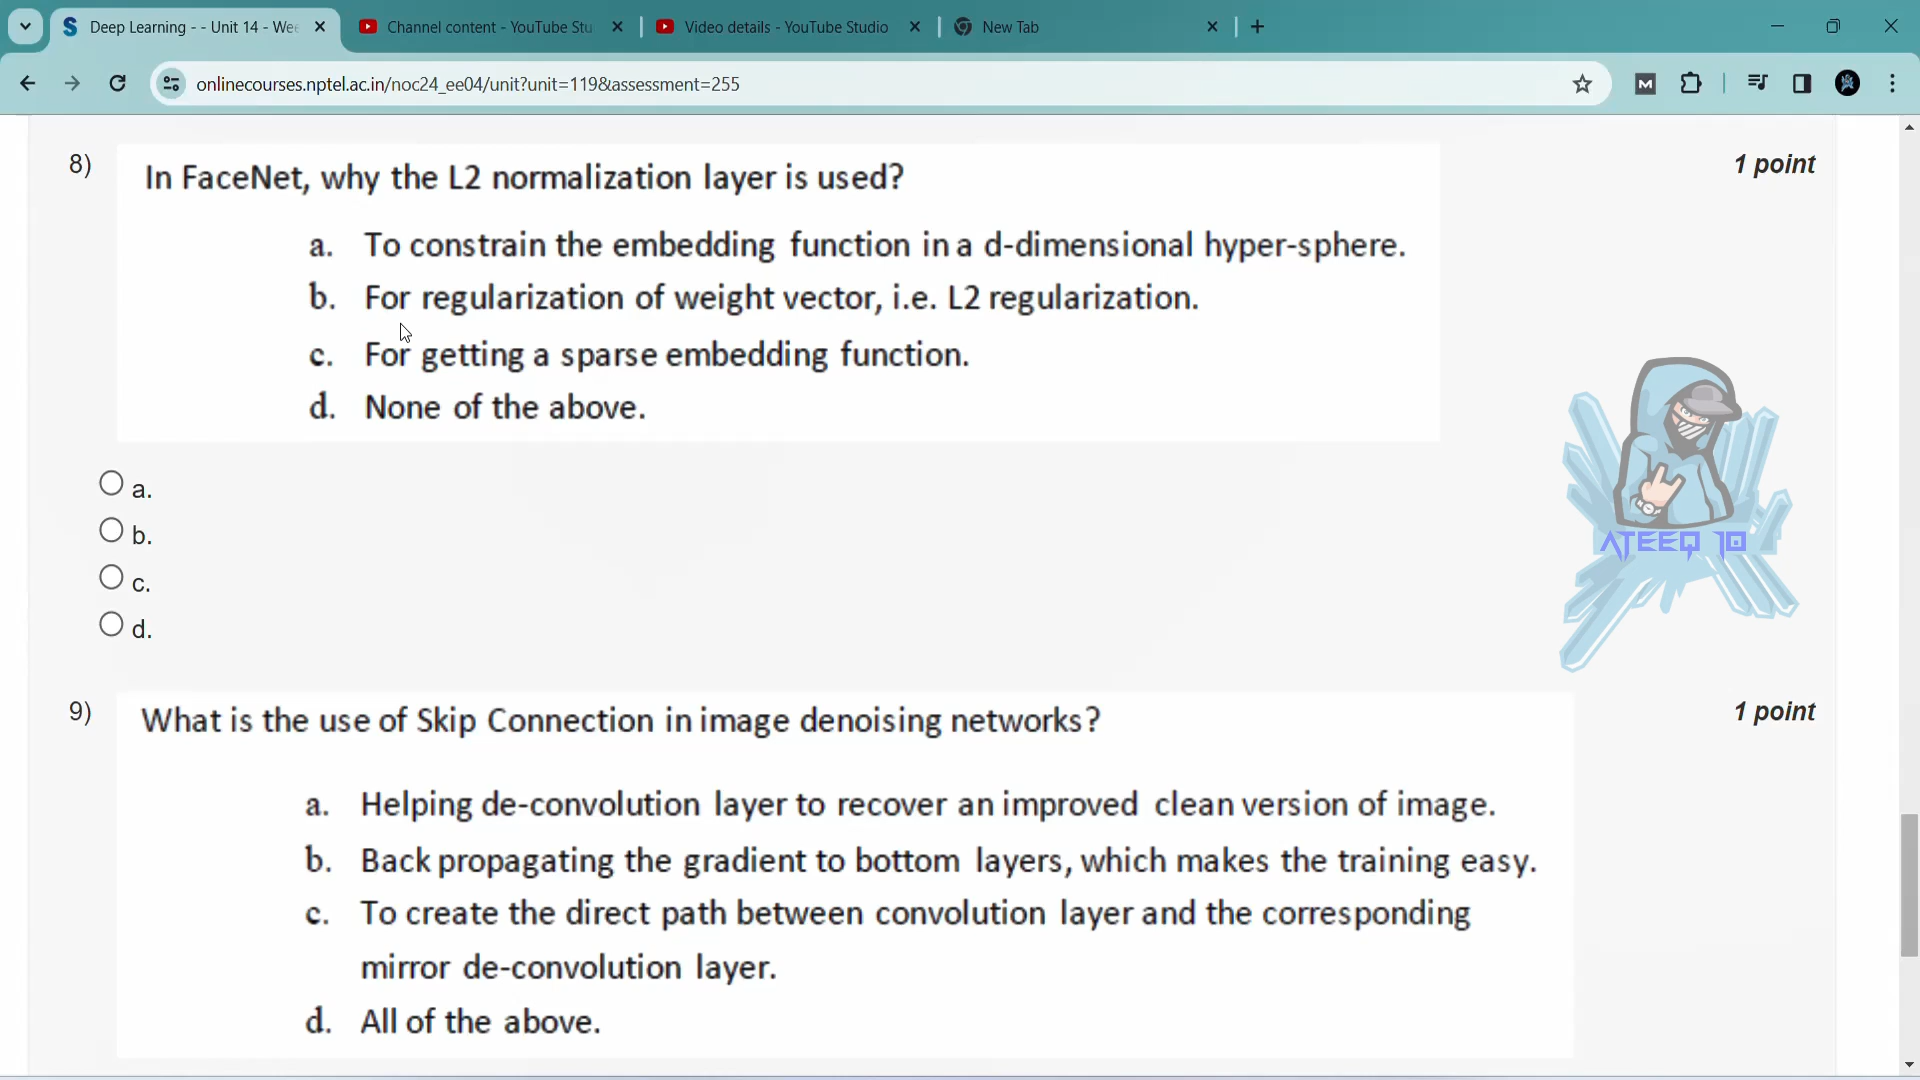 Deep Learning - - Unit 14 - Wee
Channel content - YouTube Stu
Video details - YouTube Studio
New Tab
onlinecourses.nptel.ac.in/noc24_ee04/unit?unit=119&assessment=255
8)
In FaceNet, why the L2 normalization layer is used?
1 point
a. To constrain the embedding function in a d-dimensional hyper-sphere.
b. For regularization of weight vector, i.e. L2 regularization.
c. For getting a sparse embedding function.
d. None of the above.
a.
b.
c.
d.
ATEEQ 10
9)
What is the use of Skip Connection in image denoising networks?
1 point
a. Helping de-convolution layer to recover an improved clean version of image.
b. Back propagating the gradient to bottom layers, which makes the training easy.
c. To create the direct path between convolution layer and the corresponding
mirror de-convolution layer.
d. All of the above.